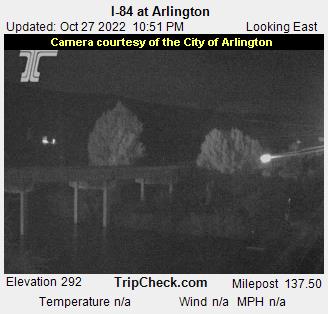 I-84 at Arlington
Updated: Oct 27 2022 10:51 PM Looking East
Camera courtesy of the City of Arlington
Elevation 292 TripCheck.com Milepost 137.50
Temperature n/a Wind n/a MPH n/a